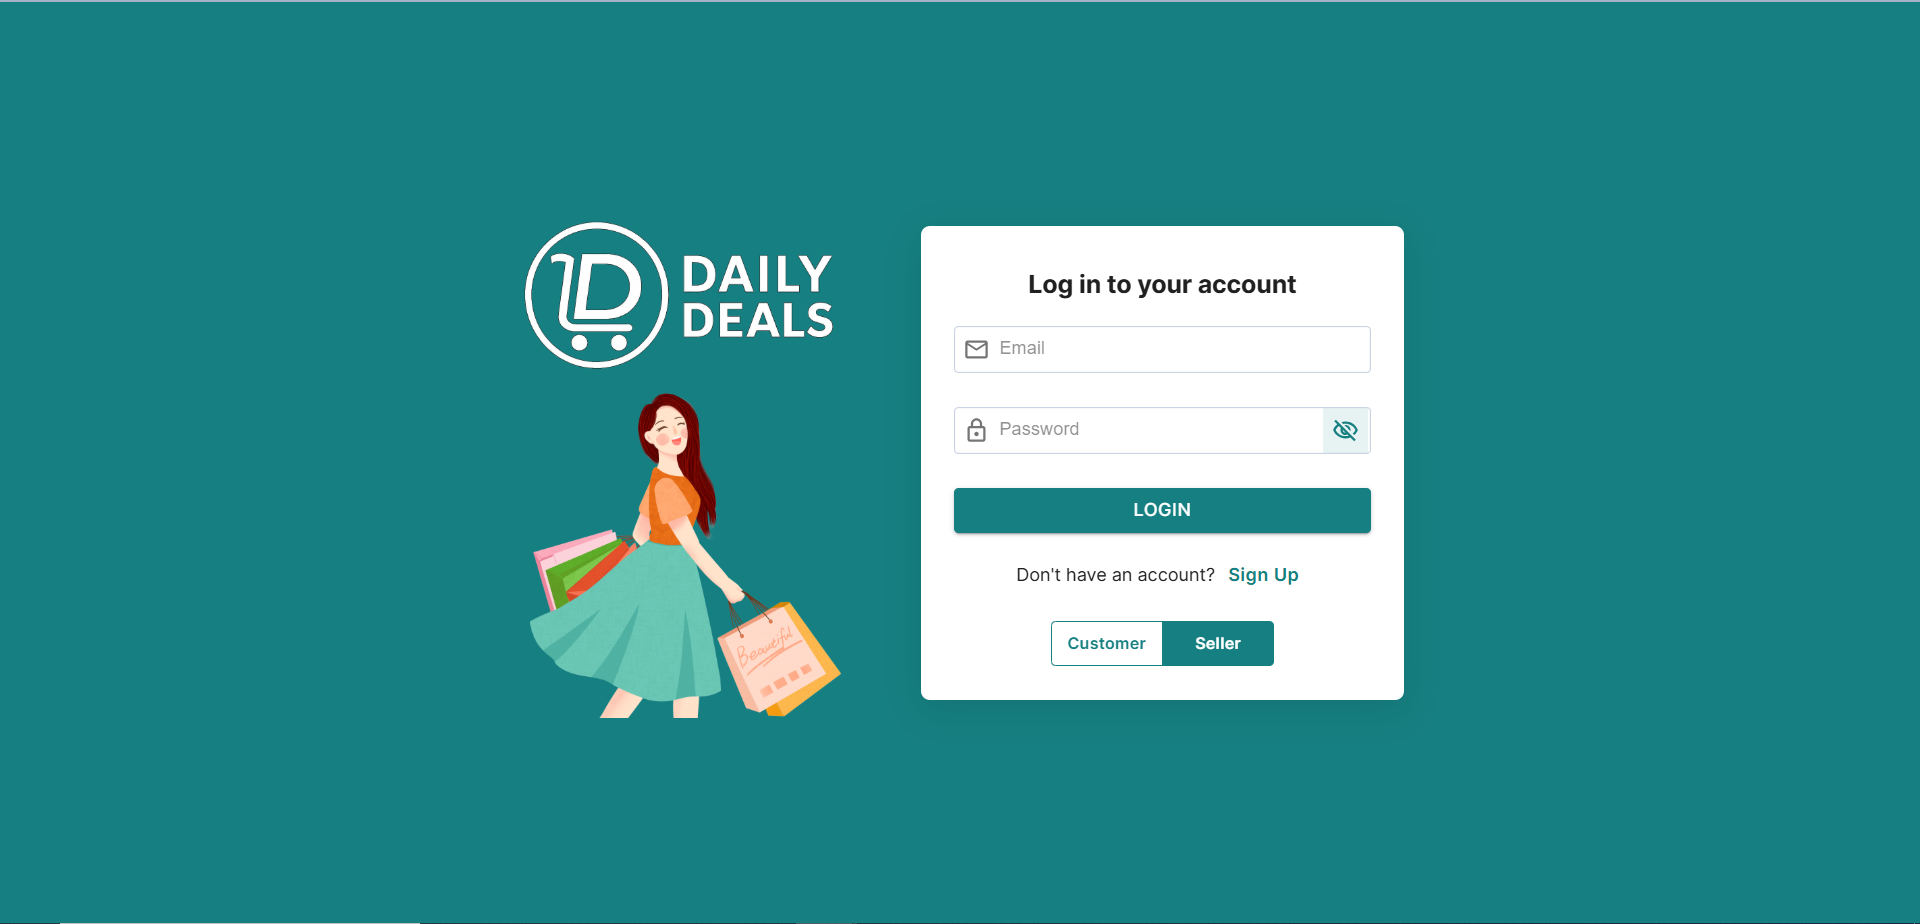 DAILY
DEALS
Beautiful
Log in to your account
Email
Password
LOGIN
Don't have an account? Sign Up
Customer Seller